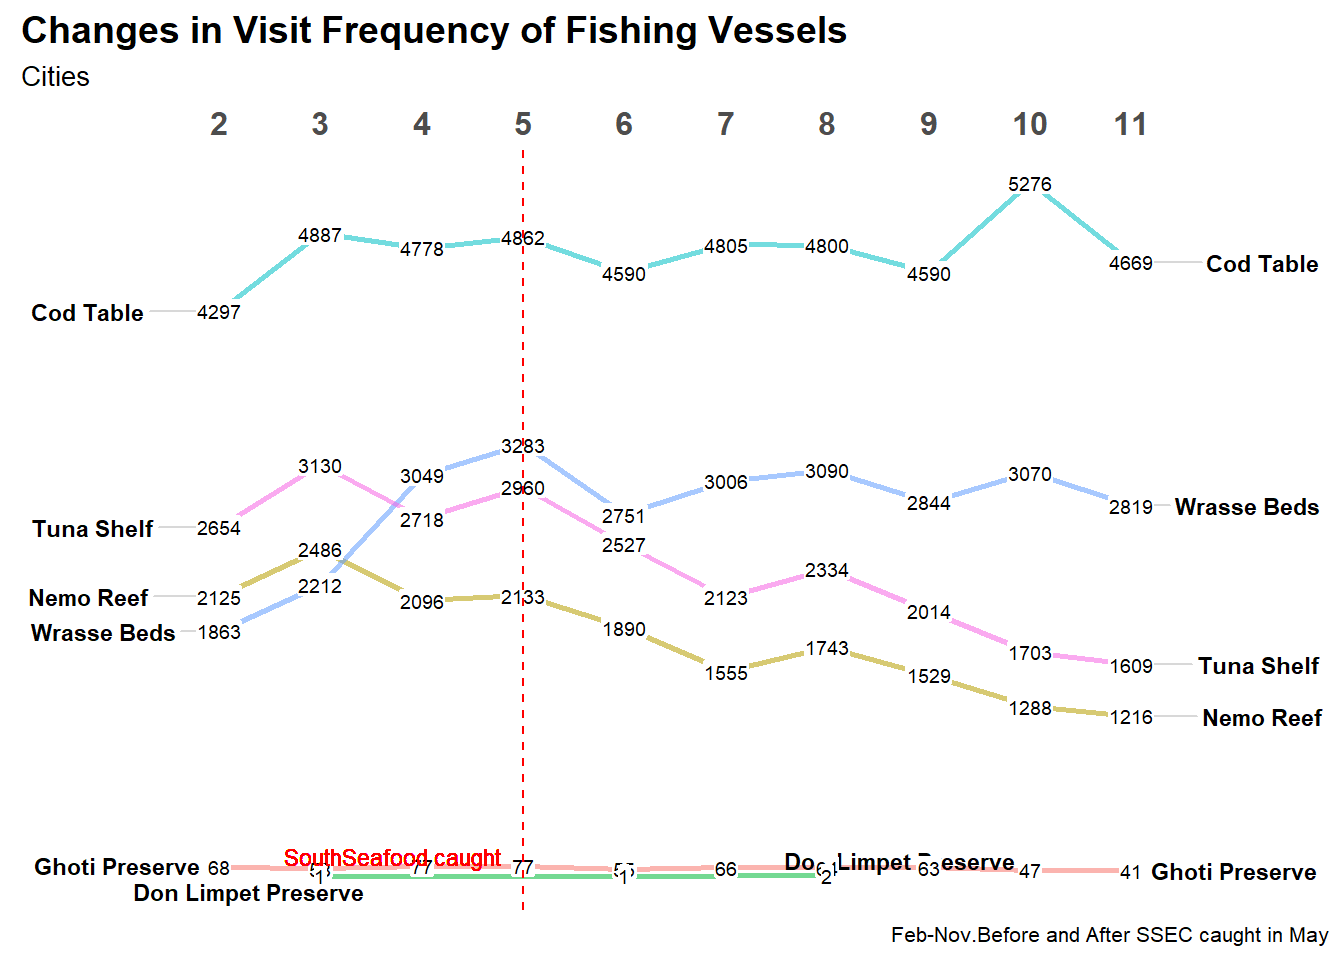 Changes in Visit Frequency of Fishing Vessels
Cities
2 3 4 5 6 7 8 9 10 11
5276
4887 4778 4862 4590 4805 4800 4590 4669 Cod Table
Cod Table 4297
3130 3049 3283 3006 3090 2844 3070
Tuna Shelf 2654 2718 2960 2751 2819 Wrasse Beds
2486 2527 2334
Nemo Reef 2125 2212 2096 2133 2123 2014
Wrasse Beds 1863 1890 1743 1703 1609 Tuna Shelf
1555 1529 1288 1216 Nemo Reef
SouthSeafood caught
Ghoti Preserve 68 77 77 66 63 47 41 Ghoti Preserve
1 1 2
Don Limpet Preserve
Feb-Nov.Before and After SSEC caught in May